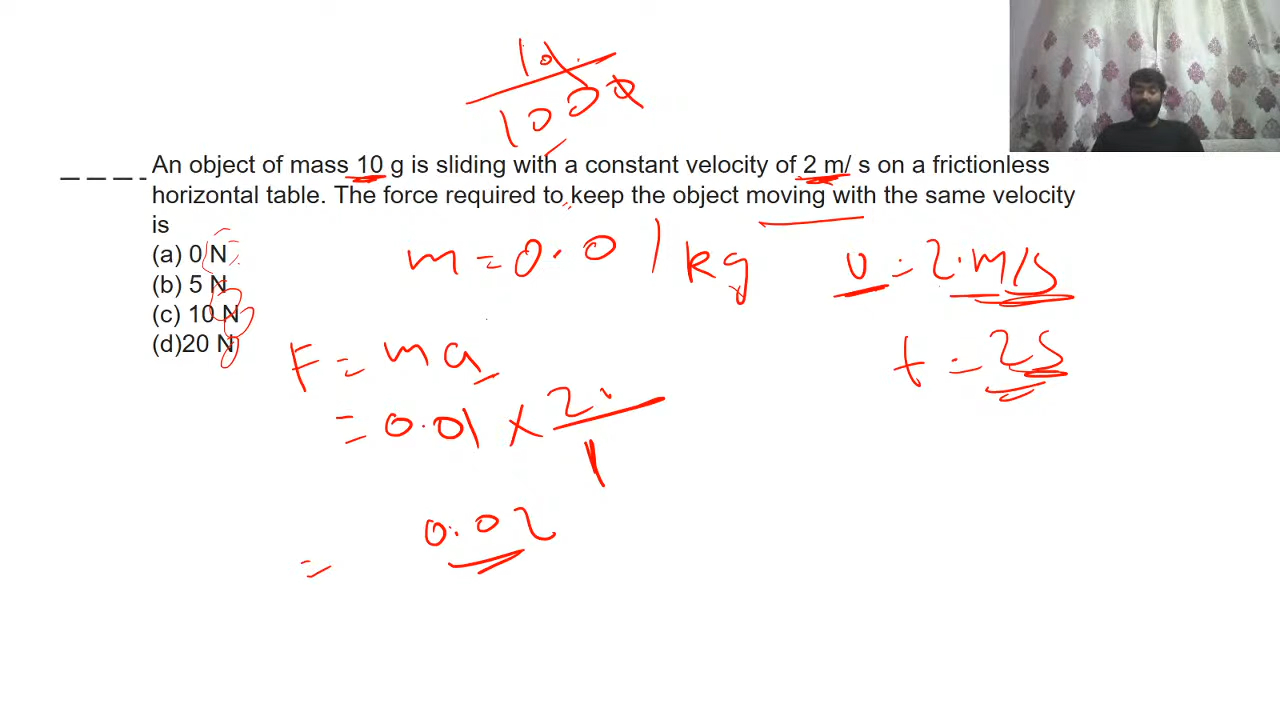 10
1000
An object of mass 10 g is sliding with a constant velocity of 2 m/ s on a frictionless
horizontal table. The force required to keep the object moving with the same velocity
is
(a) 0 N
(b) 5 N
(c) 10 N
(d)20 N
m = 0.01 kg
v = 2 m/s
t = 2s
F = ma
= 0.01 × 2/1
= 0.02